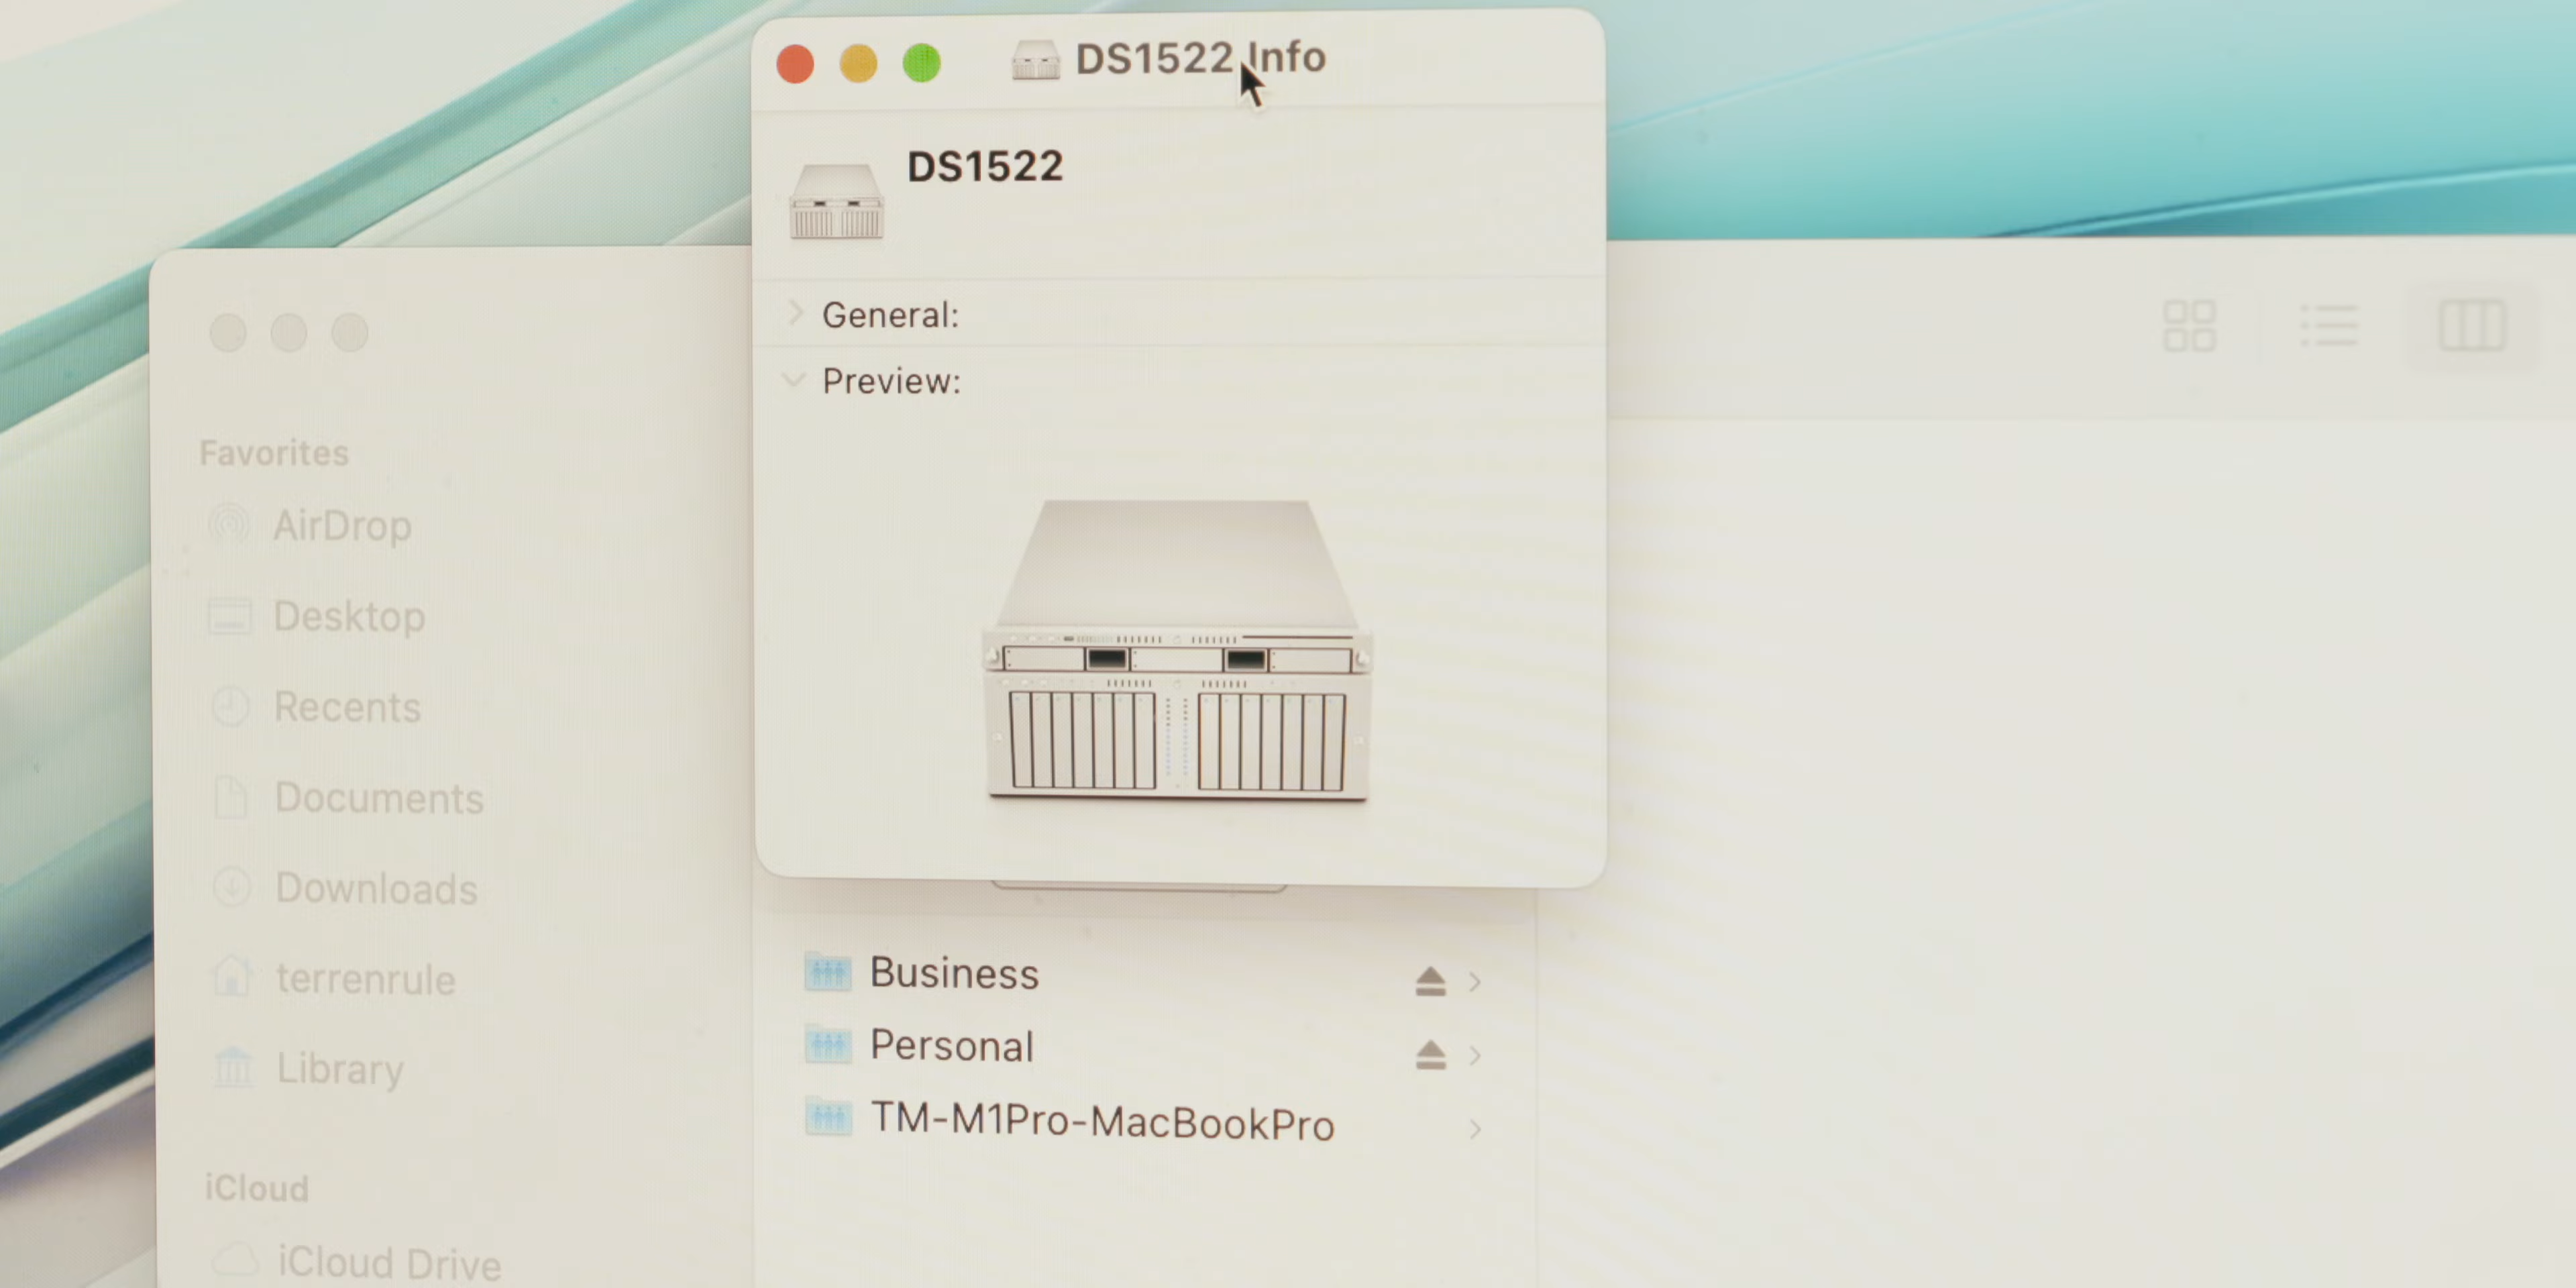 DS1522 Info
DS1522
General:
Preview:
Favorites
AirDrop
Desktop
Recents
Documents
Downloads
terrenrule
Library
iCloud
iCloud Drive
Business
Personal
TM-M1Pro-MacBookPro